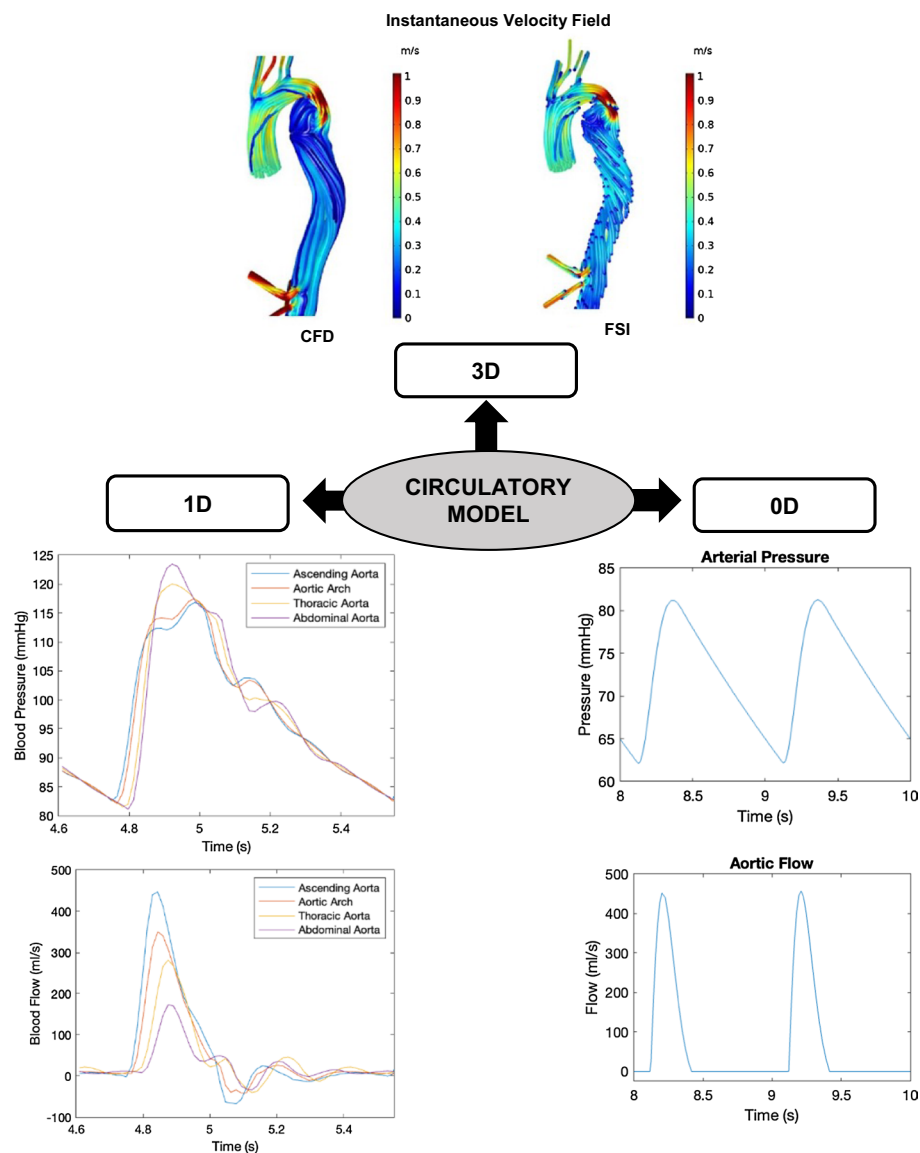 Instantaneous Velocity Field
m/s
1
0.9
0.8
0.7
0.6
0.5
0.4
0.3
0.2
0.1
0
CFD
m/s
1
0.9
0.8
0.7
0.6
0.5
0.4
0.3
0.2
0.1
0
FSI
3D
CIRCULATORY
MODEL
1D
0D
125
120
115
110
105
100
95
90
85
80
Blood Pressure (mmHg)
Ascending Aorta
Aortic Arch
Thoracic Aorta
Abdominal Aorta
4.6 4.8 5 5.2 5.4
Time (s)
Arterial Pressure
85
80
75
70
65
60
Pressure (mmHg)
8 8.5 9 9.5 10
Time (s)
500
400
300
200
100
0
-100
Blood Flow (ml/s)
Ascending Aorta
Aortic Arch
Thoracic Aorta
Abdominal Aorta
4.6 4.8 5 5.2 5.4
Time (s)
Aortic Flow
500
400
300
200
100
0
Flow (ml/s)
8 8.5 9 9.5 10
Time (s)